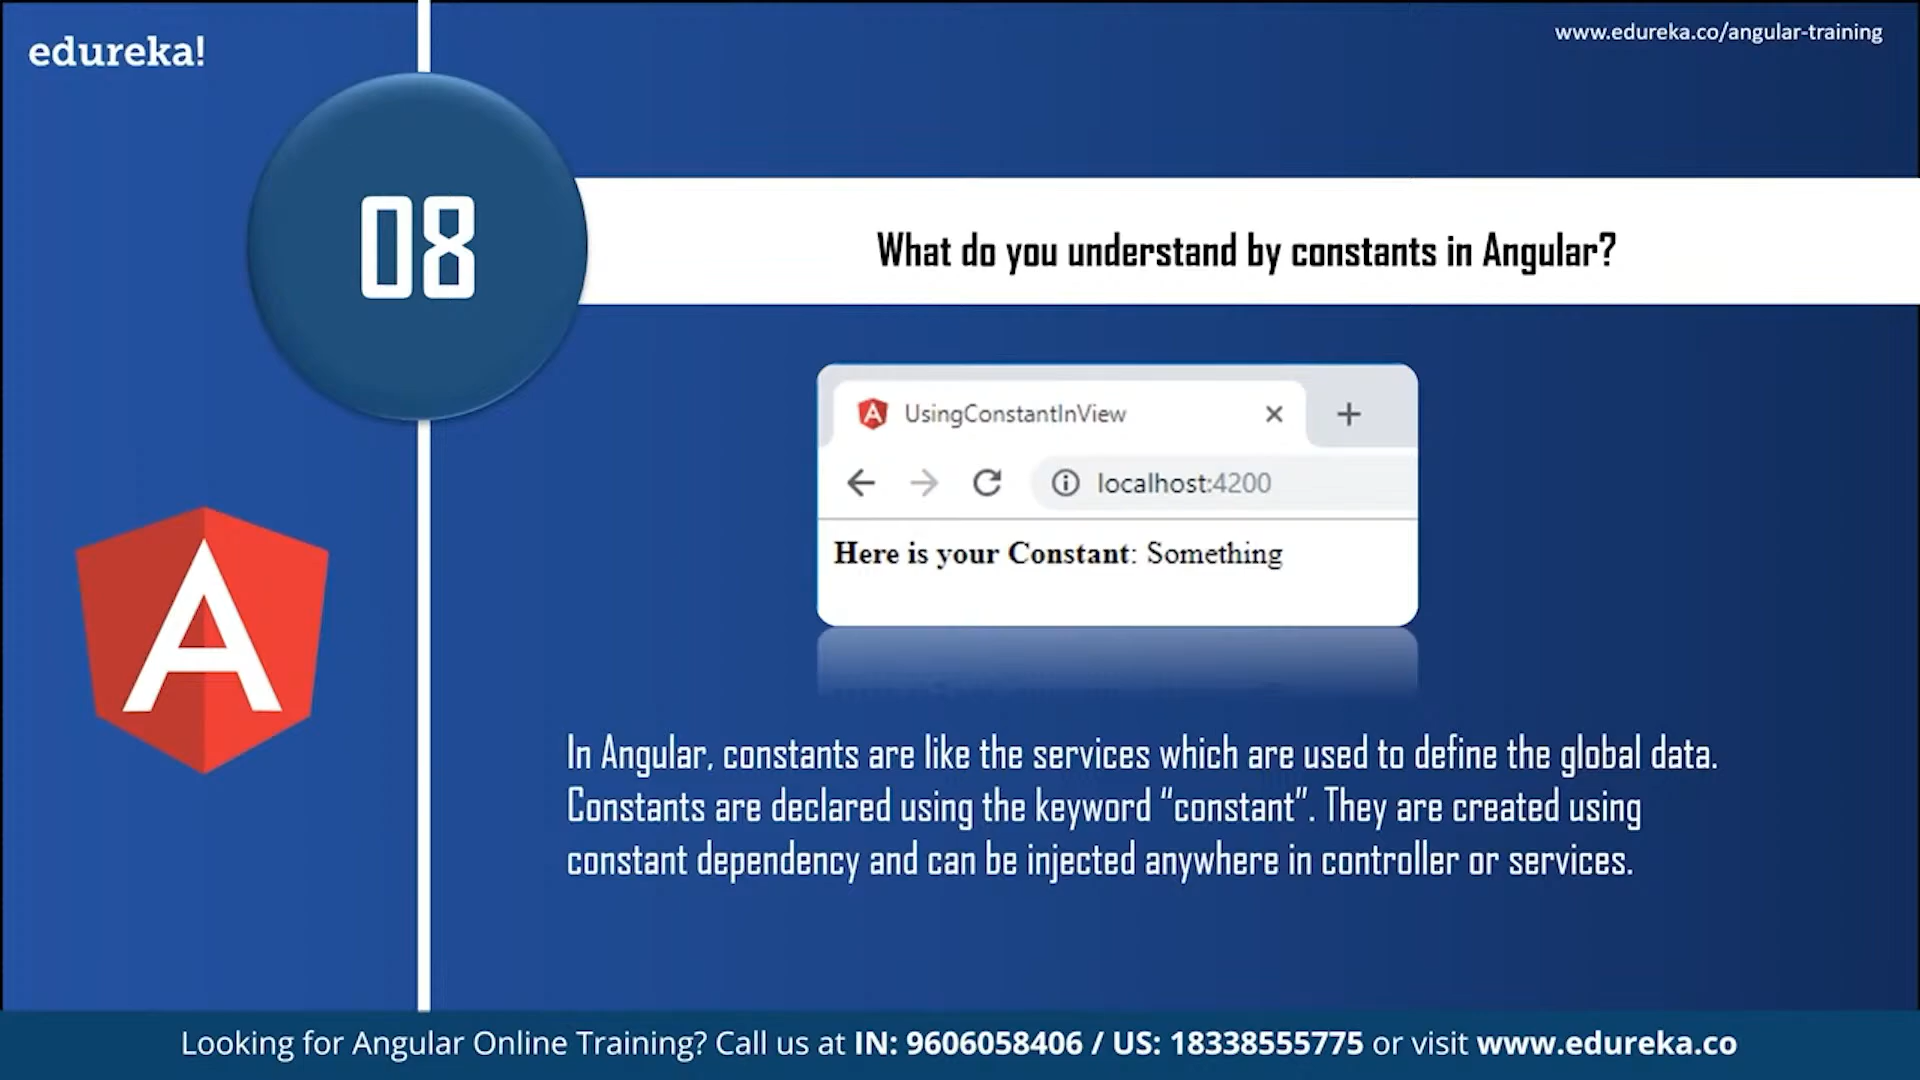 edureka!
www.edureka.co/angular-training
08
What do you understand by constants in Angular?
UsingConstantInView
localhost:4200
Here is your Constant: Something
In Angular, constants are like the services which are used to define the global data.
Constants are declared using the keyword “constant”. They are created using
constant dependency and can be injected anywhere in controller or services.
Looking for Angular Online Training? Call us at IN: 9606058406 / US: 18338555775 or visit www.edureka.co